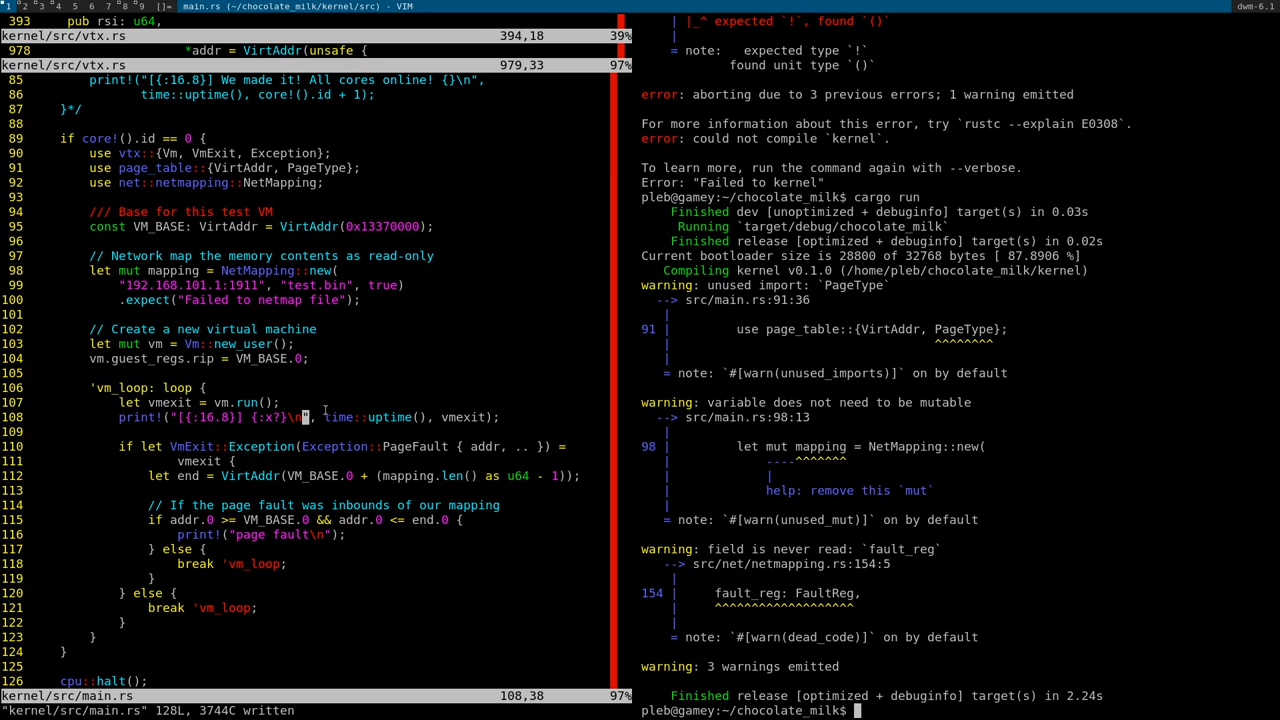 1 2 3 4 5 6 7 8 9 []= main.rs (~/chocolate_milk/kernel/src) - VIM dwm-6.1
393     pub rsi: u64,
kernel/src/vtx.rs 394,18 39%
978                     *addr = VirtAddr(unsafe {
kernel/src/vtx.rs 979,33 97%
85         print!("[{:16.8}] We made it! All cores online! {}\n",
86                time::uptime(), core!().id + 1);
87     }*/
88
89     if core!().id == 0 {
90         use vtx::{Vm, VmExit, Exception};
91         use page_table::{VirtAddr, PageType};
92         use net::netmapping::NetMapping;
93
94         /// Base for this test VM
95         const VM_BASE: VirtAddr = VirtAddr(0x13370000);
96
97         // Network map the memory contents as read-only
98         let mut mapping = NetMapping::new(
99             "192.168.101.1:1911", "test.bin", true)
100             .expect("Failed to netmap file");
101
102         // Create a new virtual machine
103         let mut vm = Vm::new_user();
104         vm.guest_regs.rip = VM_BASE.0;
105
106         'vm_loop: loop {
107             let vmexit = vm.run();
108             print!("[{:16.8}] {:x?}\n", time::uptime(), vmexit);
109
110             if let VmExit::Exception(Exception::PageFault { addr, .. }) =
111                     vmexit {
112                 let end = VirtAddr(VM_BASE.0 + (mapping.len() as u64 - 1));
113
114                 // If the page fault was inbounds of our mapping
115                 if addr.0 >= VM_BASE.0 && addr.0 <= end.0 {
116                     print!("page fault\n");
117                 } else {
118                     break 'vm_loop;
119                 }
120             } else {
121                 break 'vm_loop;
122             }
123         }
124     }
125
126     cpu::halt();
kernel/src/main.rs 108,38 97%
"kernel/src/main.rs" 128L, 3744C written
    | |_^ expected `!`, found `()`
    |
    = note:   expected type `!`
            found unit type `()`

error: aborting due to 3 previous errors; 1 warning emitted

For more information about this error, try `rustc --explain E0308`.
error: could not compile `kernel`.

To learn more, run the command again with --verbose.
Error: "Failed to kernel"
pleb@gamey:~/chocolate_milk$ cargo run
    Finished dev [unoptimized + debuginfo] target(s) in 0.03s
     Running `target/debug/chocolate_milk`
    Finished release [optimized + debuginfo] target(s) in 0.02s
Current bootloader size is 28800 of 32768 bytes [ 87.8906 %]
   Compiling kernel v0.1.0 (/home/pleb/chocolate_milk/kernel)
warning: unused import: `PageType`
  --> src/main.rs:91:36
   |
91 |         use page_table::{VirtAddr, PageType};
   |                                    ^^^^^^^^
   |
   = note: `#[warn(unused_imports)]` on by default

warning: variable does not need to be mutable
  --> src/main.rs:98:13
   |
98 |         let mut mapping = NetMapping::new(
   |             ----^^^^^^^
   |             |
   |             help: remove this `mut`
   |
   = note: `#[warn(unused_mut)]` on by default

warning: field is never read: `fault_reg`
   --> src/net/netmapping.rs:154:5
    |
154 |     fault_reg: FaultReg,
    |     ^^^^^^^^^^^^^^^^^^^
    |
    = note: `#[warn(dead_code)]` on by default

warning: 3 warnings emitted

    Finished release [optimized + debuginfo] target(s) in 2.24s
pleb@gamey:~/chocolate_milk$